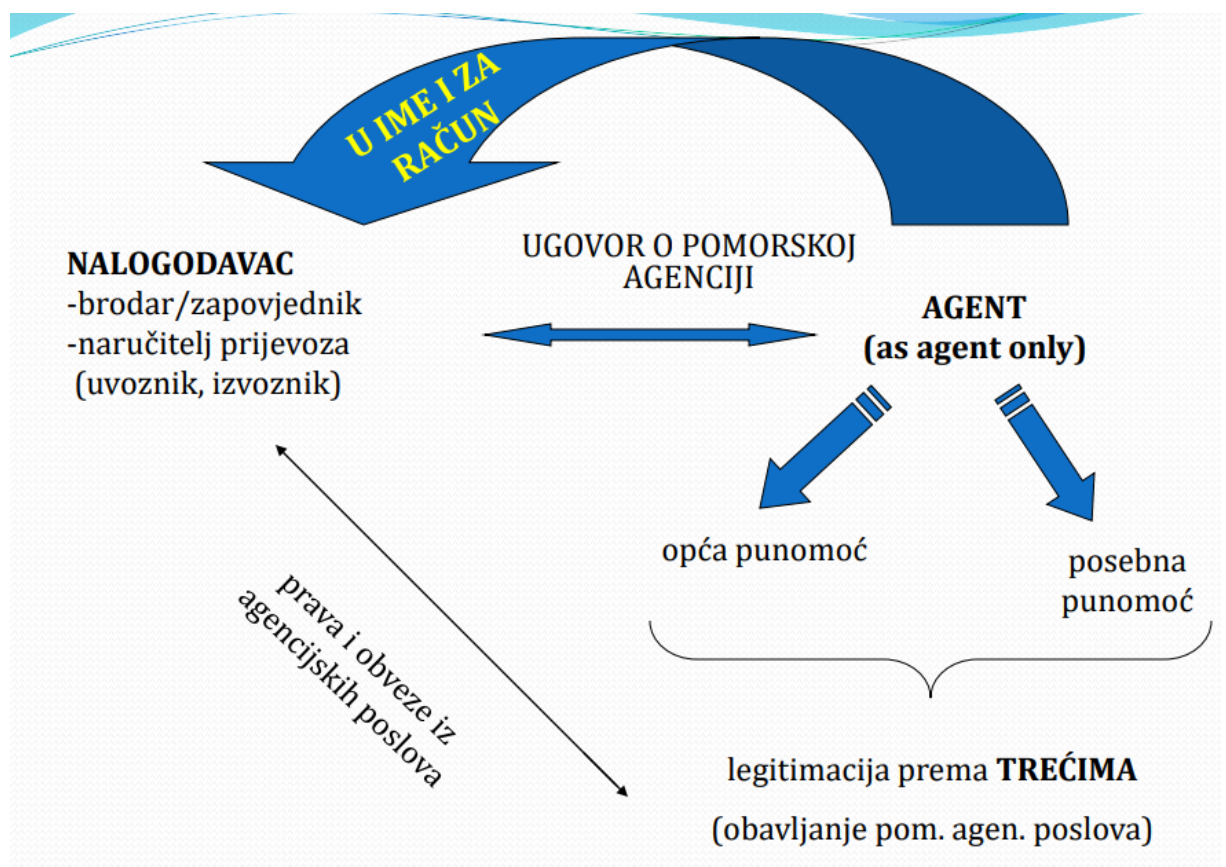 U IME I ZA
RAČUN
NALOGODAVAC
-brodar/zapovjednik
-naručitelj prijevoza
(uvoznik, izvoznik)
UGOVOR O POMORSKOJ
AGENCIJI
AGENT
(as agent only)
opća punomoć
posebna
punomoć
prava i obveze iz
agencijskih poslova
legitimacija prema TREĆIMA
(obavljanje pom. agen. poslova)